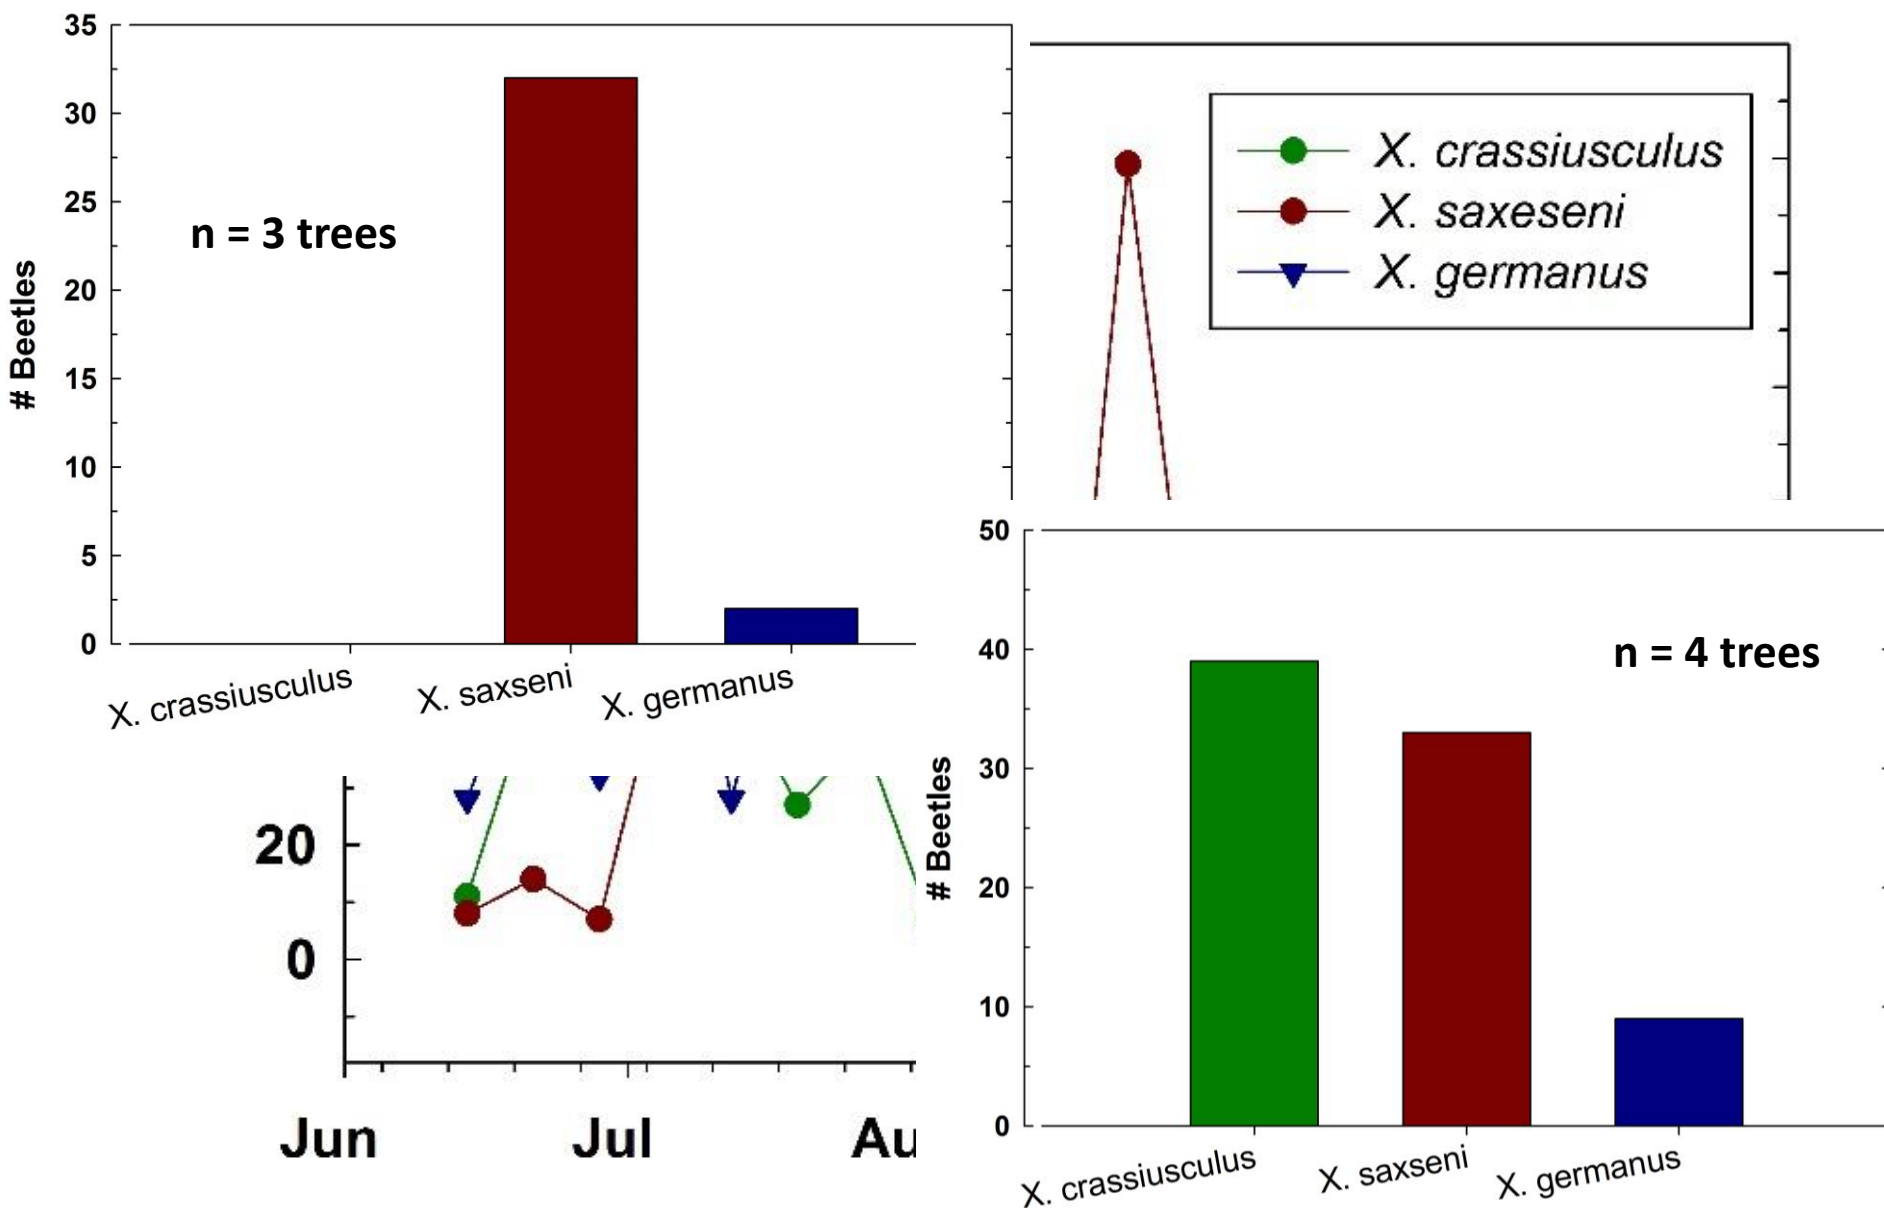 35
30
25
20
15
10
5
0
# Beetles
n = 3 trees
X. crassiusculus
X. saxseni
X. germanus
X. crassiusculus
X. saxeseni
X. germanus
20
0
Jun
Jul
Au
50
40
30
20
10
0
# Beetles
n = 4 trees
X. crassiusculus
X. saxseni
X. germanus